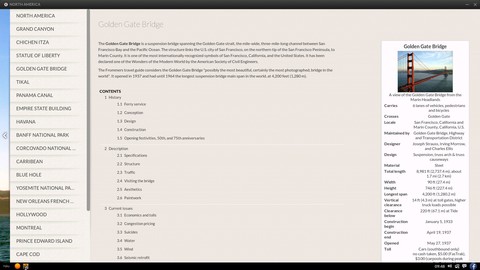 NORTH AMERICA
NORTH AMERICA
GRAND CANYON
CHICHEN ITZA
STATUE OF LIBERTY
GOLDEN GATE BRIDGE
TIKAL
PANAMA CANAL
EMPIRE STATE BUILDING
HAVANA
BANFF NATIONAL PARK
CORCOVADO NATIONAL ...
CARRIBEAN
BLUE HOLE
YOSEMITE NATIONAL PA...
NEW ORLEANS FRENCH ...
HOLLYWOOD
MONTREAL
PRINCE EDWARD ISLAND
CAPE COD
Golden Gate Bridge
The Golden Gate Bridge is a suspension bridge spanning the Golden Gate strait, the mile-wide, three-mile-long channel between San
Francisco Bay and the Pacific Ocean. The structure links the U.S. city of San Francisco, on the northern tip of the San Francisco Peninsula, to
Marin County. It is one of the most internationally recognized symbols of San Francisco, California, and the United States. It has been
declared one of the Wonders of the Modern World by the American Society of Civil Engineers.
The Frommers travel guide considers the Golden Gate Bridge "possibly the most beautiful, certainly the most photographed, bridge in the
world". It opened in 1937 and had until 1964 the longest suspension bridge main span in the world, at 4,200 feet (1,280 m).
CONTENTS
1 History
1.1 Ferry service
1.2 Conception
1.3 Design
1.4 Construction
1.5 Opening festivities, 50th, and 75th anniversaries
2 Description
2.1 Specifications
2.2 Structure
2.3 Traffic
2.4 Visiting the bridge
2.5 Aesthetics
2.6 Paintwork
3 Current issues
3.1 Economics and tolls
3.2 Congestion pricing
3.3 Suicides
3.4 Water
3.5 Wind
3.6 Seismic retrofit
Golden Gate Bridge
A view of the Golden Gate Bridge from the
Marin Headlands
Carries 6 lanes of vehicles, pedestrians
and bicycles
Crosses Golden Gate
Locale San Francisco, California and
Marin County, California, U.S.
Maintained by Golden Gate Bridge, Highway
and Transportation District
Designer Joseph Strauss, Irving Morrow,
and Charles Ellis
Design Suspension, truss arch & truss
causeways
Material Steel
Total length 8,981 ft (2,737.4 m), about
1.7 mi (2.7 km)
Width 90 ft (27.4 m)
Height 746 ft (227.4 m)
Longest span 4,200 ft (1,280.2 m)
Vertical
clearance 14 ft (4.3 m) at toll gates, higher
truck loads possible
Clearance
below 220 ft (67.1 m) at Tide
Construction
begin January 5, 1933
Construction
end April 19, 1937
Opened May 27, 1937
Toll Cars (southbound only)